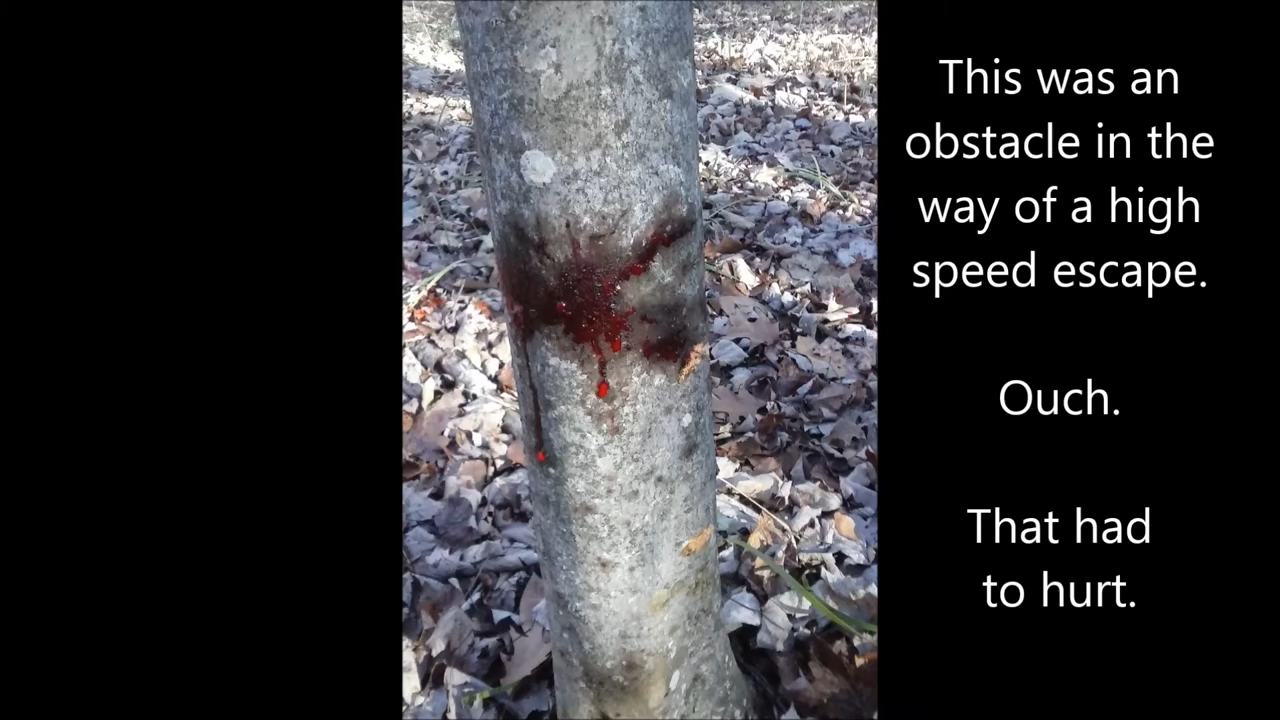 This was an
obstacle in the
way of a high
speed escape.
Ouch.
That had
to hurt.